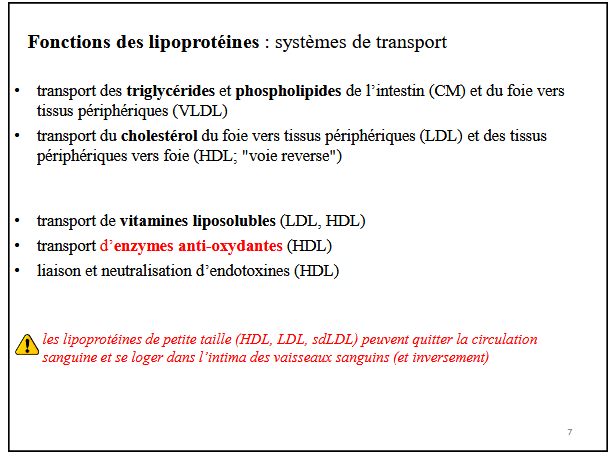 Fonctions des lipoprotéines : systèmes de transport
• transport des triglycérides et phospholipides de l'intestin (CM) et du foie vers
tissus périphériques (VLDL)
• transport du cholestérol du foie vers tissus périphériques (LDL) et des tissus
périphériques vers foie (HDL; "voie reverse")
• transport de vitamines liposolubles (LDL, HDL)
• transport d'enzymes anti-oxydantes (HDL)
• liaison et neutralisation d'endotoxines (HDL)
les lipoprotéines de petite taille (HDL, LDL, sdLDL) peuvent quitter la circulation
sanguine et se loger dans l'intima des vaisseaux sanguins (et inversement)
7